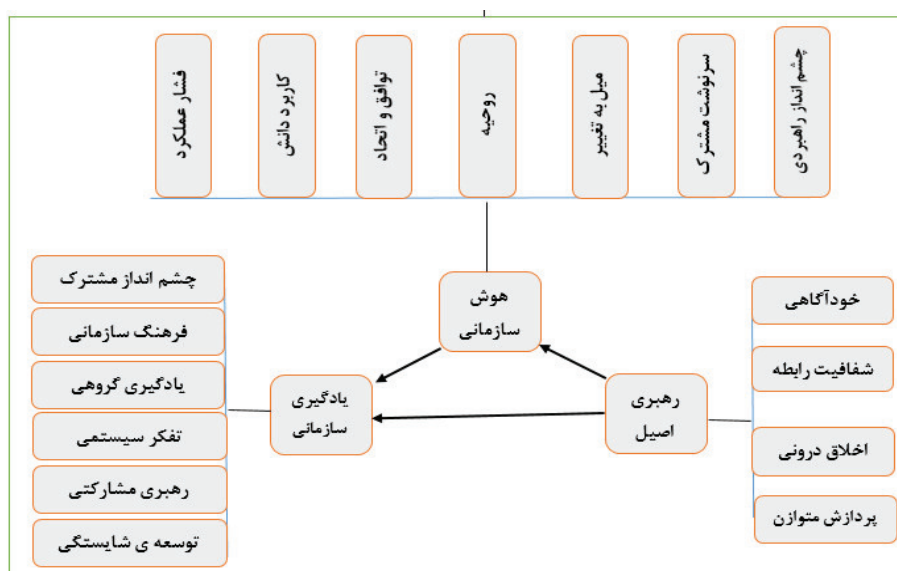 چشم انداز راهبردی
سرنوشت مشترک
میل به تغییر
روحیه
توافق و اتحاد
کاربرد دانش
فشار عملکرد
هوش
سازمانی
خودآگاهی
شفافیت رابطه
اخلاق درونی
پردازش متوازن
رهبری
اصیل
یادگیری
سازمانی
چشم انداز مشترک
فرهنگ سازمانی
یادگیری گروهی
تفکر سیستمی
رهبری مشارکتی
توسعه ی شایستگی